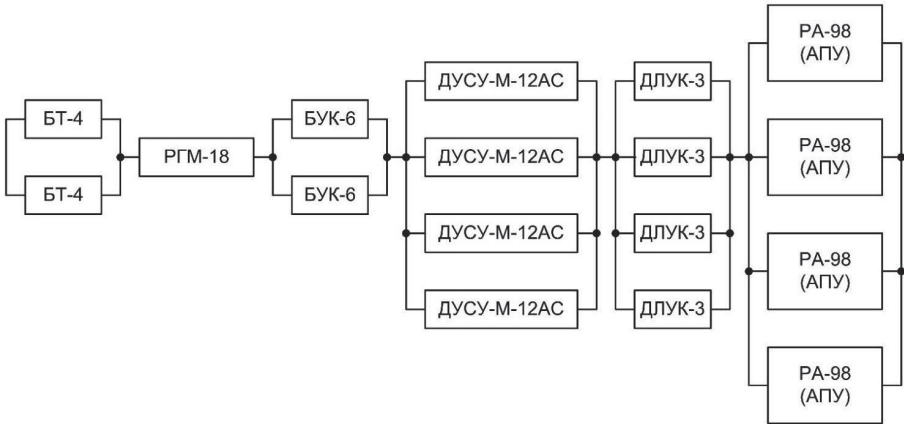 БТ-4
БТ-4
РГМ-18
БУК-6
БУК-6
ДУСУ-М-12АС
ДУСУ-М-12АС
ДУСУ-М-12АС
ДУСУ-М-12АС
ДЛУК-3
ДЛУК-3
ДЛУК-3
ДЛУК-3
РА-98
(АПУ)
РА-98
(АПУ)
РА-98
(АПУ)
РА-98
(АПУ)